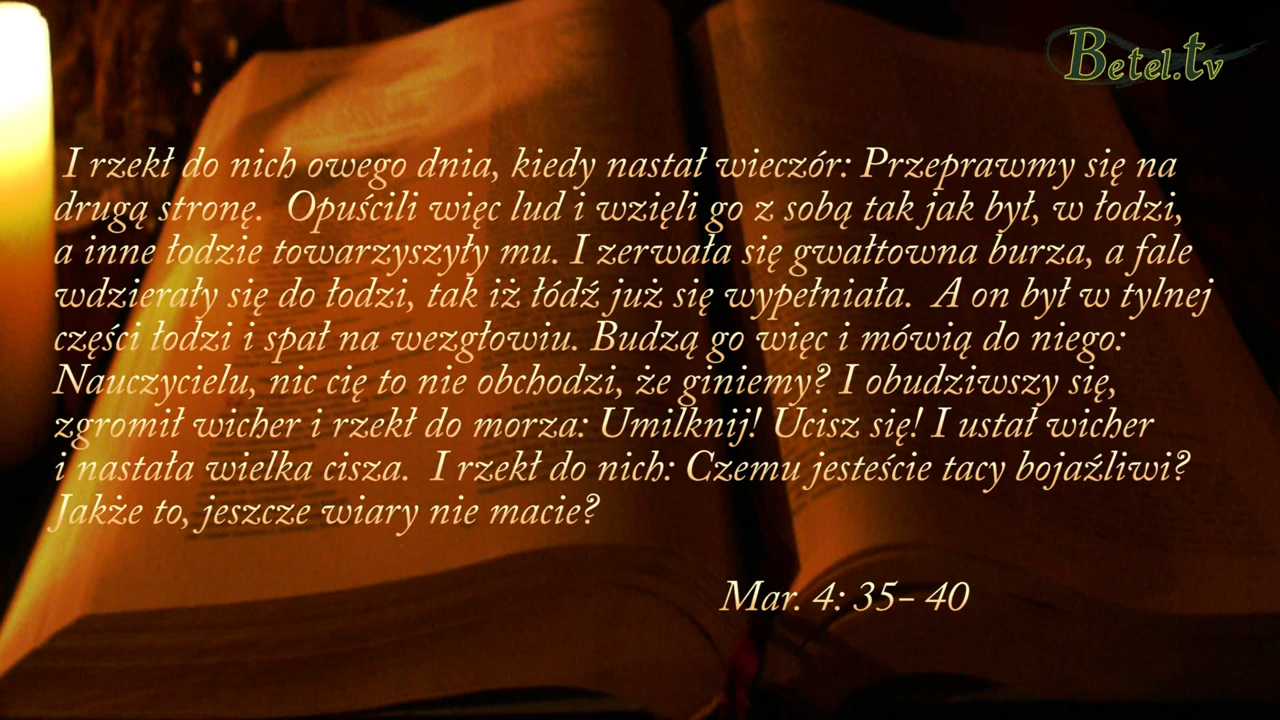 Betel.tv
I rzekł do nich owego dnia, kiedy nastał wieczór: Przeprawmy się na
drugą stronę. Opuścili więc lud i wzięli go z sobą tak jak był, w łodzi,
a inne łodzie towarzyszyły mu. I zerwała się gwałtowna burza, a fale
wdzierały się do łodzi, tak iż łódź już się wypełniała. A on był w tylnej
części łodzi i spał na wezgłowiu. Budzą go więc i mówią do niego:
Nauczycielu, nic cię to nie obchodzi, że giniemy? I obudziwszy się,
zgromił wicher i rzekł do morza: Umilknij! Ucisz się! I ustał wicher
i nastała wielka cisza. I rzekł do nich: Czemu jesteście tacy bojaźliwi?
Jakże to, jeszcze wiary nie macie?
Mar. 4: 35- 40